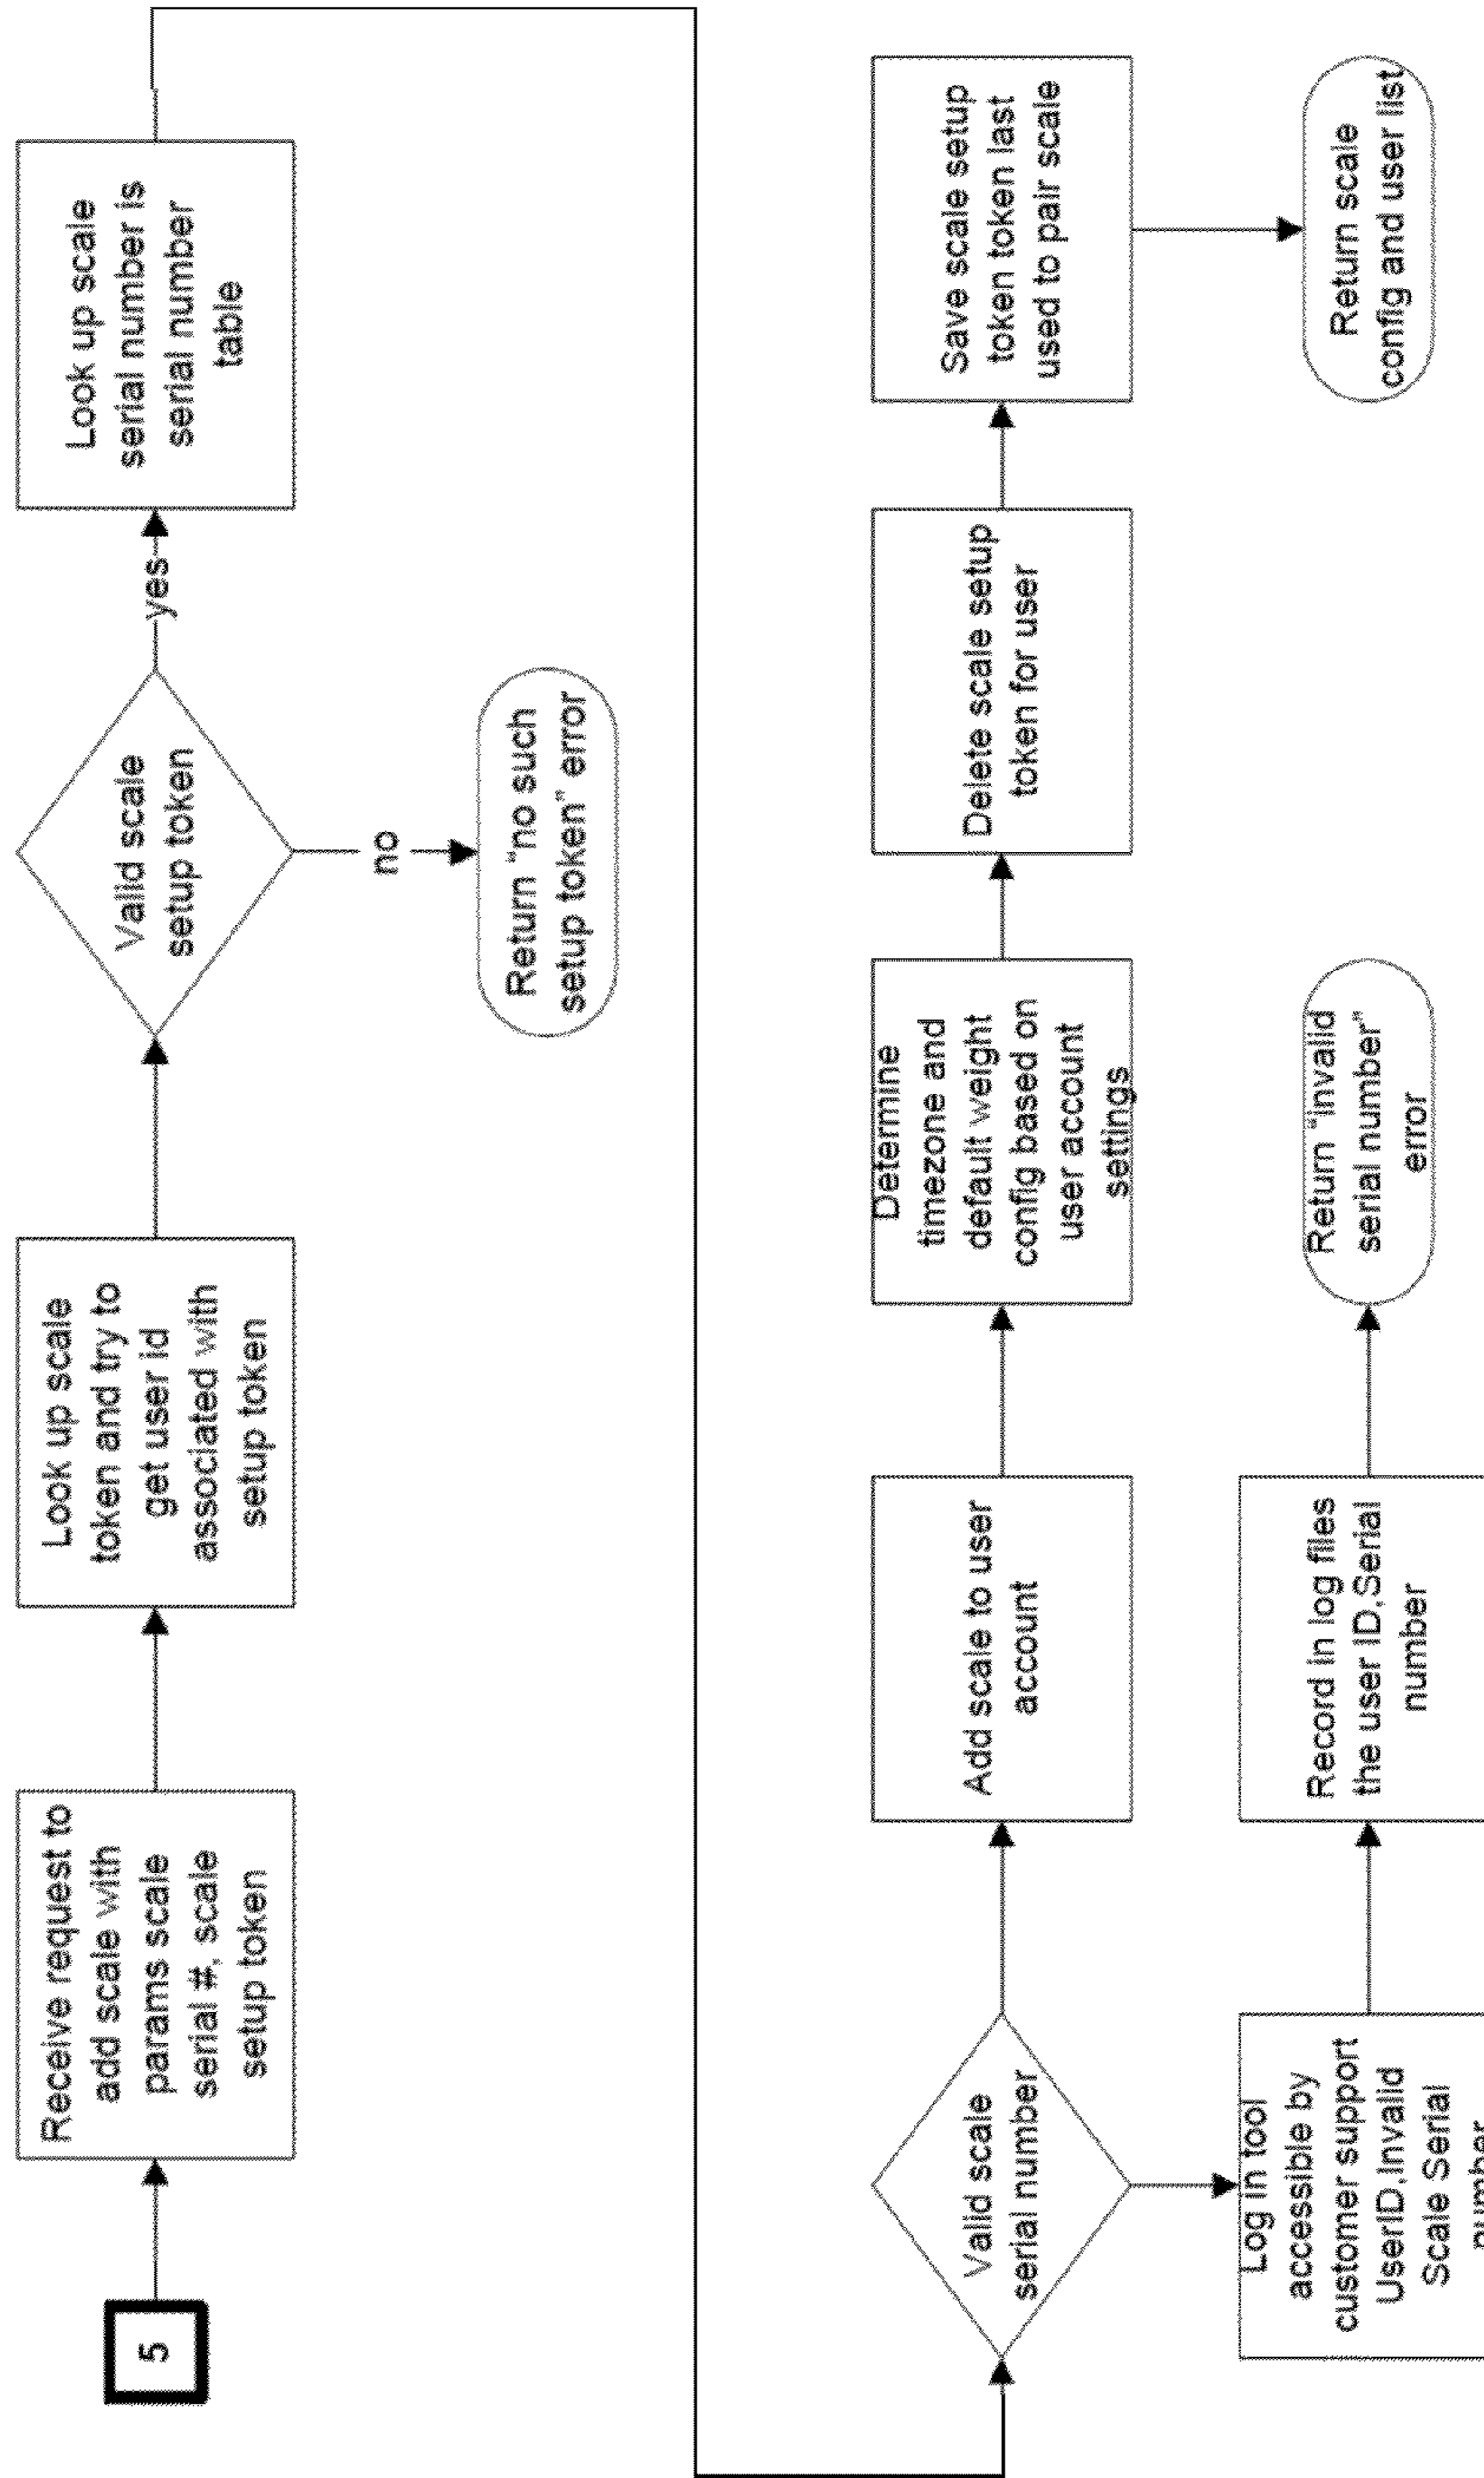 5
Receive request to
add scale with
params scale
serial #, scale
setup token
Look up scale
token and try to
get user id
associated with
setup token
Valid scale
setup token
yes
Look up scale
serial number is
serial number
table
no
Return "no such
setup token" error
Valid scale
serial number
Add scale to user
account
Determine
timezone and
default weight
config based on
user account
settings
Delete scale setup
token for user
Save scale setup
token token last
used to pair scale
Return scale
config and user list
Log in tool
accessible by
customer support
UserID,Invalid
Scale Serial
number
Record in log files
the user ID,Serial
number
Return "invalid
serial number"
error